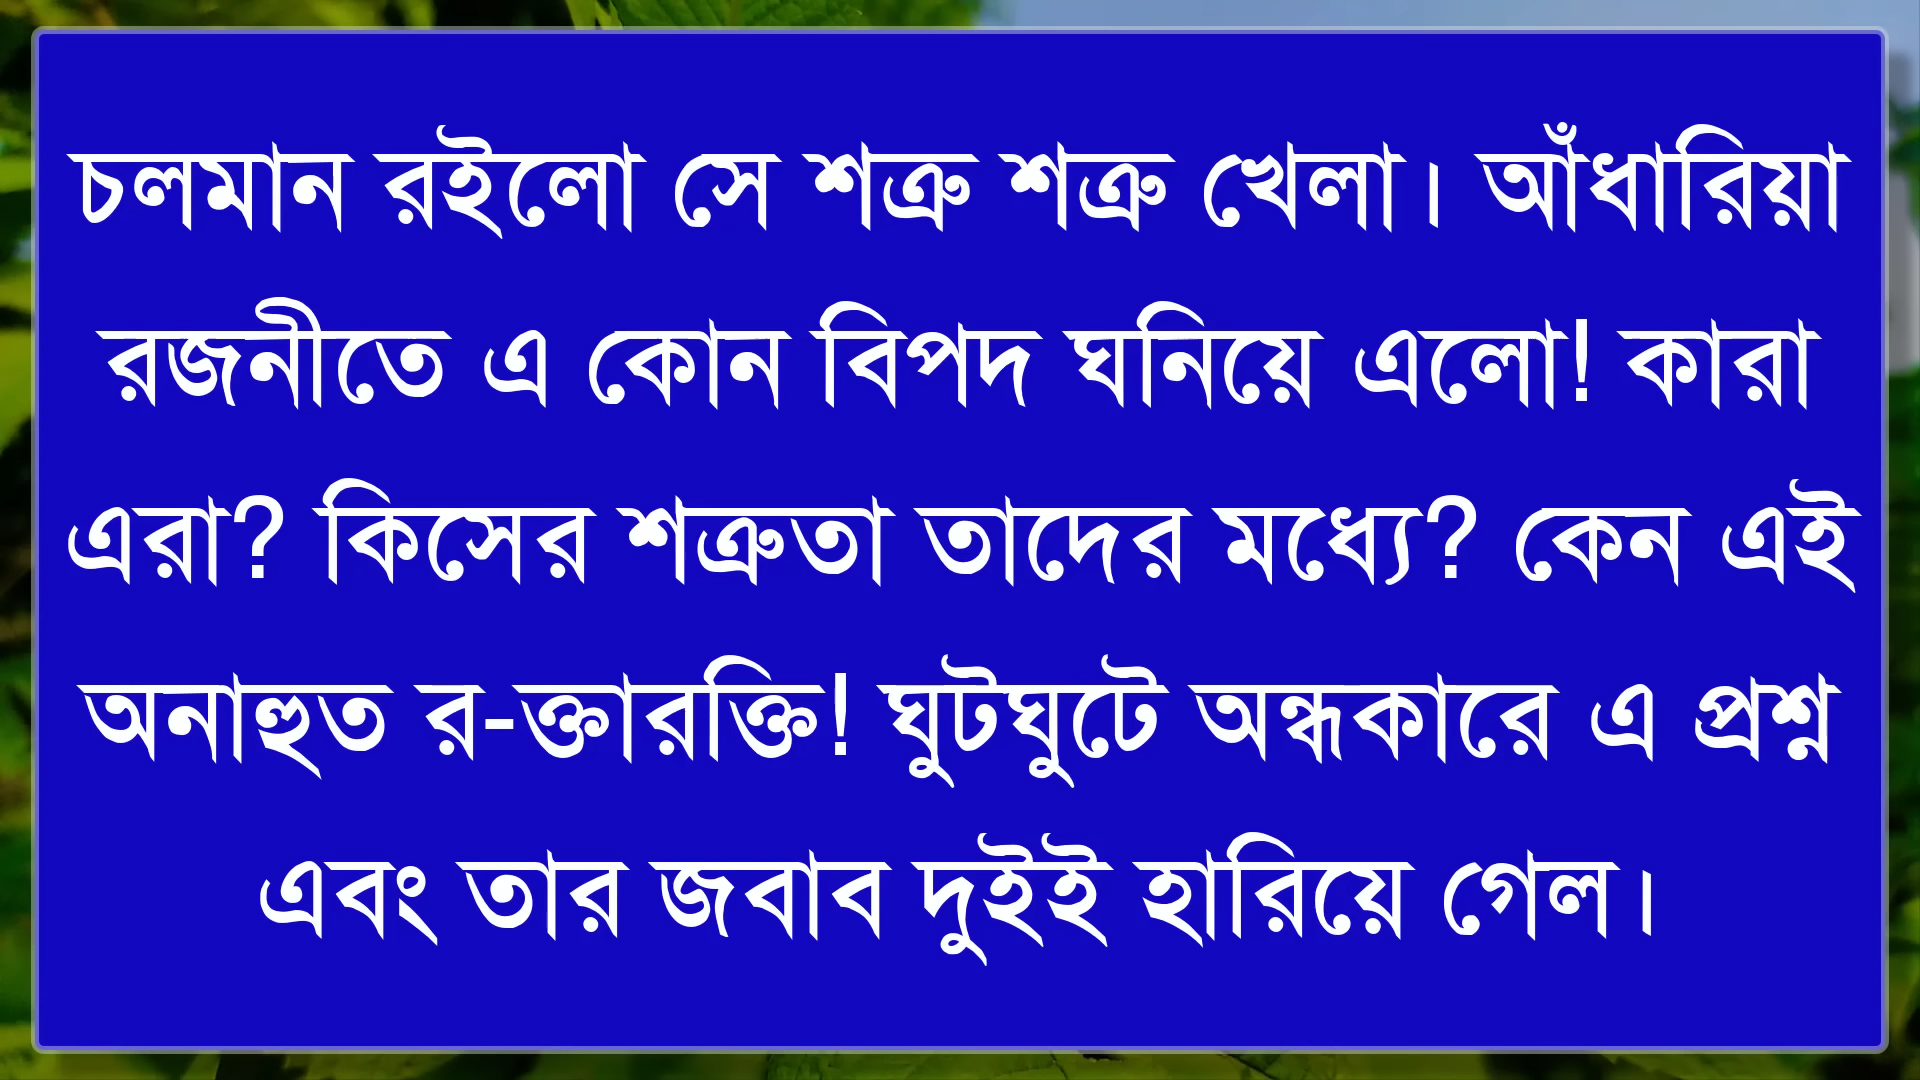 চলমান রইলো সে শত্রু শত্রু খেলা। আঁধারিয়া
রজনীতে এ কোন বিপদ ঘনিয়ে এলো! কারা
এরা? কিসের শত্রুতা তাদের মধ্যে? কেন এই
অনাহুত র-ক্তারক্তি! ঘুটঘুটে অন্ধকারে এ প্রশ্ন
এবং তার জবাব দুইই হারিয়ে গেল।